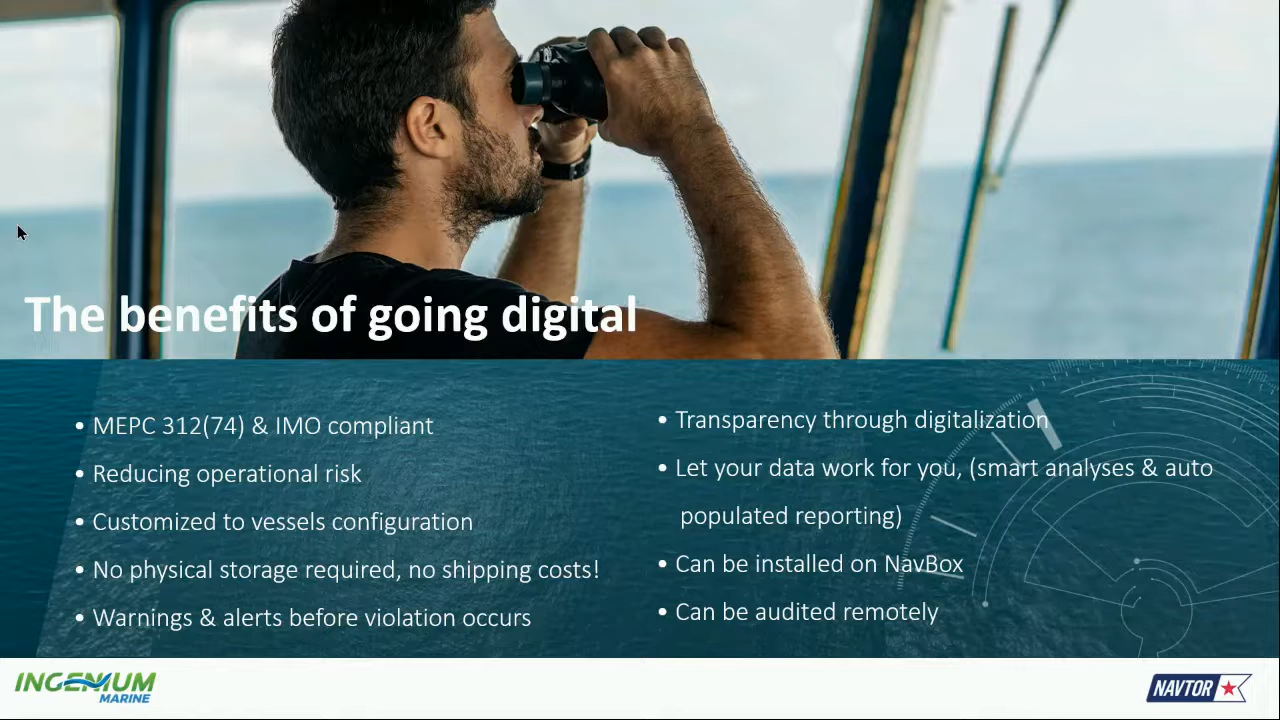 The benefits of going digital
• MEPC 312(74) & IMO compliant
• Reducing operational risk
• Customized to vessels configuration
• No physical storage required, no shipping costs!
• Warnings & alerts before violation occurs
• Transparency through digitalization
• Let your data work for you, (smart analyses & auto
populated reporting)
• Can be installed on NavBox
• Can be audited remotely
INGENIUM
MARINE
NAVTOR